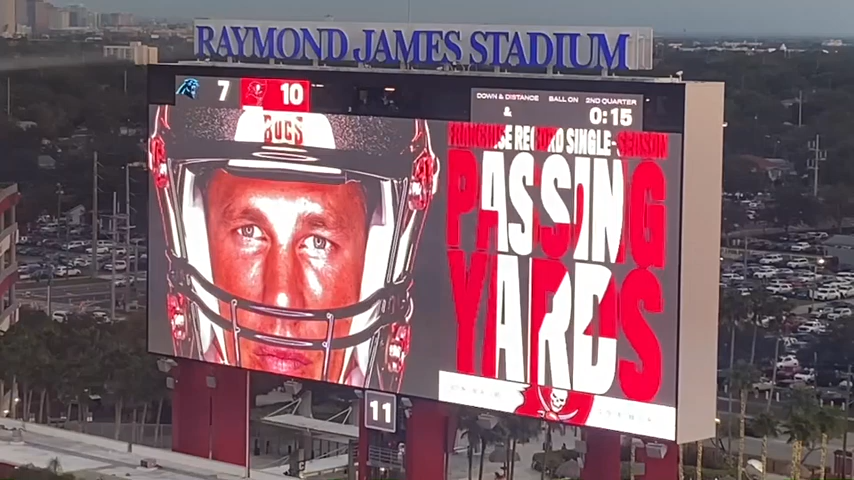 RAYMOND JAMES STADIUM
7 10
DOWN & DISTANCE BALL ON 2ND QUARTER
& 0:15
BUCS
FRANCHISE RECORD SINGLE-SEASON
PASSING
YARDS
11